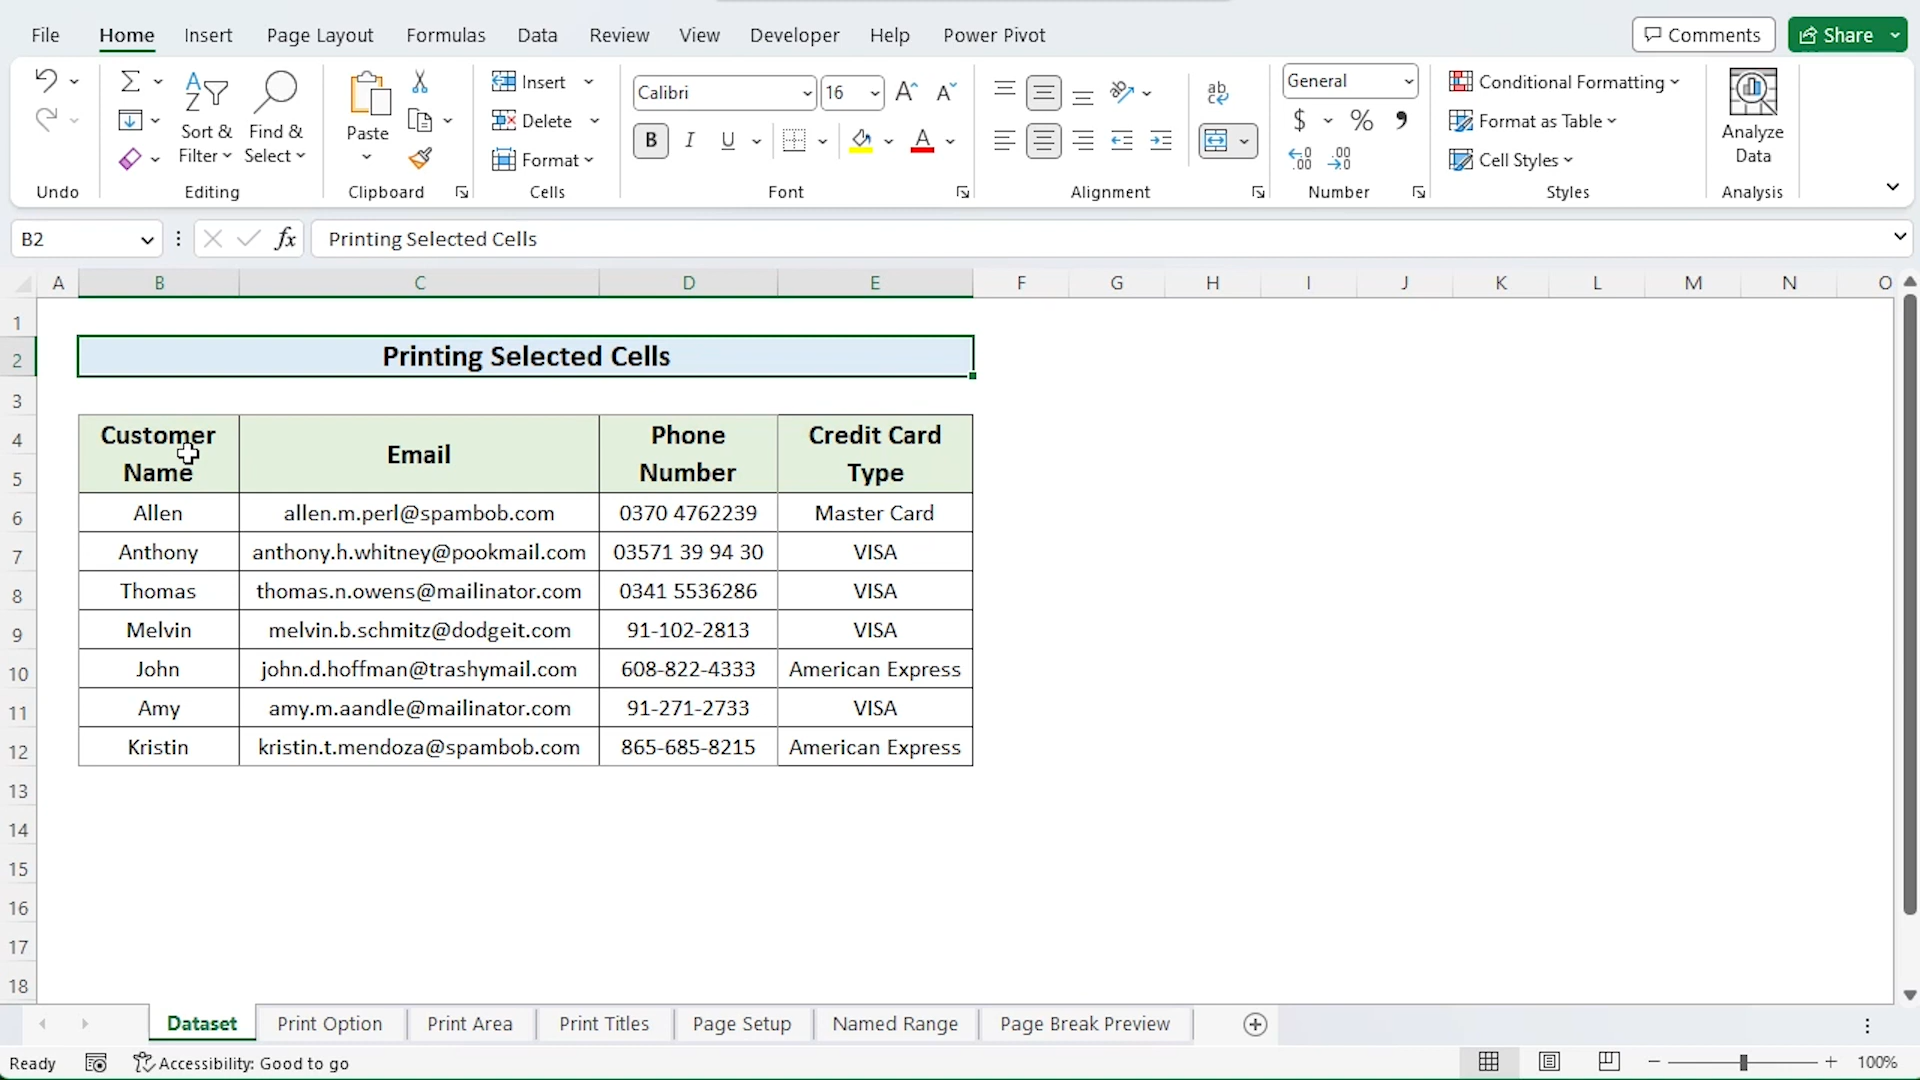 File Home Insert Page Layout Formulas Data Review View Developer Help Power Pivot Comments Share
Sort & Filter Find & Select Paste Insert Delete Format
Calibri 16 B I U A
ab
General $ % 9 .00 .00
Conditional Formatting
Format as Table
Cell Styles
Analyze Data
Undo Editing Clipboard Cells Font Alignment Number Styles Analysis
B2 fx Printing Selected Cells
A B C D E F G H I J K L M N O
1
2 Printing Selected Cells
3
4 Customer Phone Credit Card
5 Name Email Number Type
6 Allen allen.m.perl@spambob.com 0370 4762239 Master Card
7 Anthony anthony.h.whitney@pookmail.com 03571 39 94 30 VISA
8 Thomas thomas.n.owens@mailinator.com 0341 5536286 VISA
9 Melvin melvin.b.schmitz@dodgeit.com 91-102-2813 VISA
10 John john.d.hoffman@trashymail.com 608-822-4333 American Express
11 Amy amy.m.aandle@mailinator.com 91-271-2733 VISA
12 Kristin kristin.t.mendoza@spambob.com 865-685-8215 American Express
13
14
15
16
17
18
Dataset Print Option Print Area Print Titles Page Setup Named Range Page Break Preview
Ready Accessibility: Good to go 100%